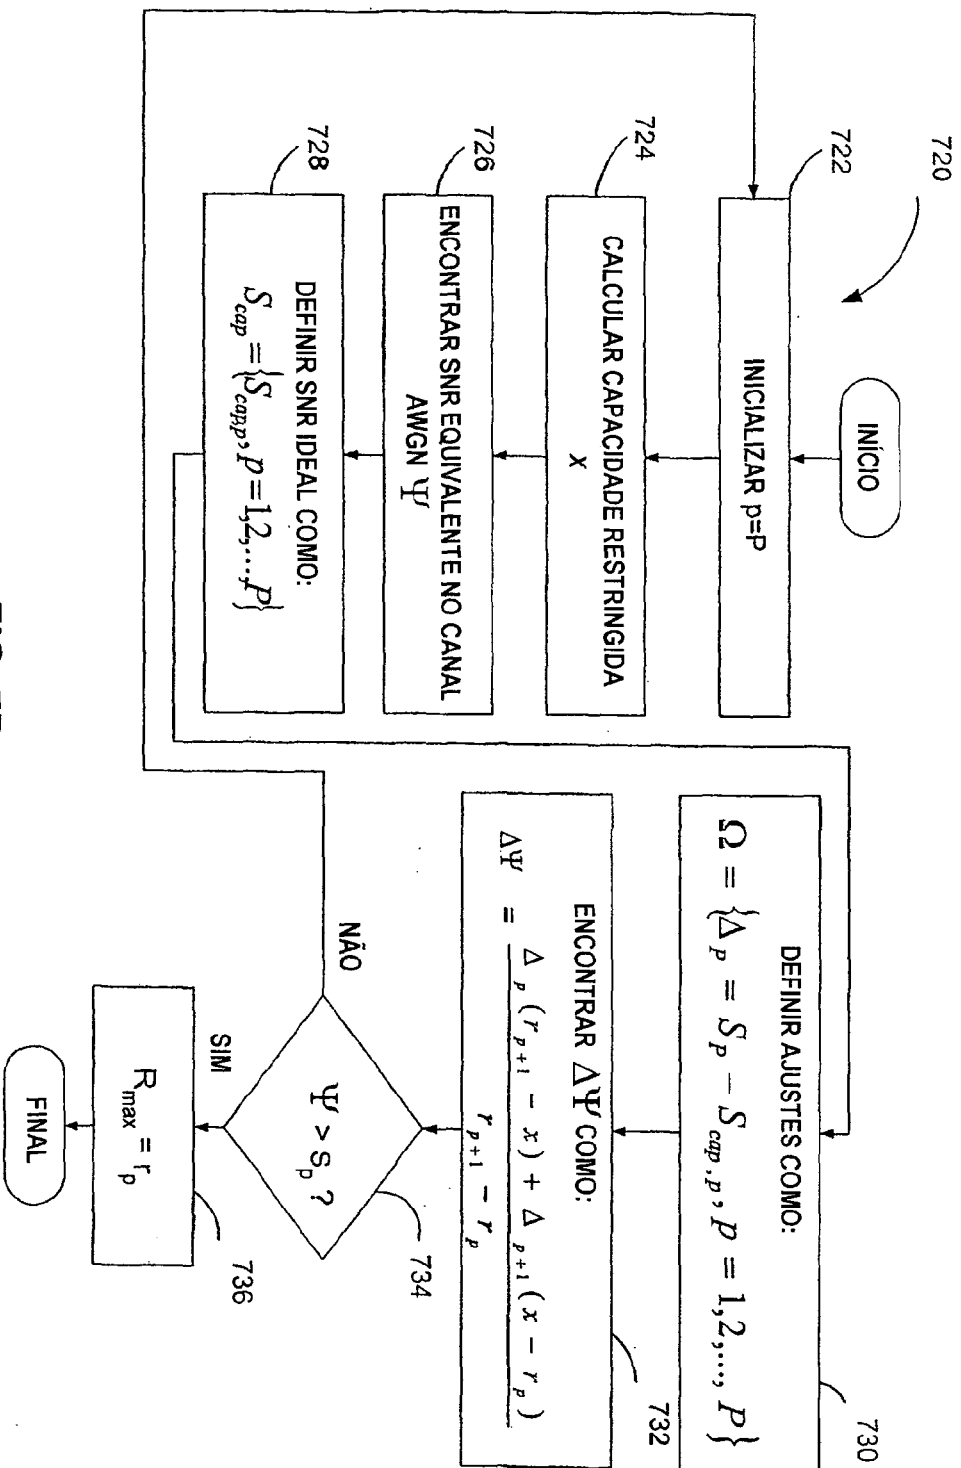 720
INÍCIO
722
INICIALIZAR p=P
724
CALCULAR CAPACIDADE RESTRINGIDA
x
726
ENCONTRAR SNR EQUIVALENTE NO CANAL
AWGN Ψ
728
DEFINIR SNR IDEAL COMO:
S_cap = {S_cap,p, p=1,2,...,P}
730
DEFINIR AJUSTES COMO:
Ω = {Δ_p = S_p − S_cap,p, p = 1,2,..., P}
732
ENCONTRAR ΔΨ COMO:
ΔΨ = Δ_p (r_p+1 − x) + Δ_p+1 (x − r_p)
r_p+1 − r_p
734
Ψ > S_p ?
NÃO
SIM
736
R_max = r_p
FINAL